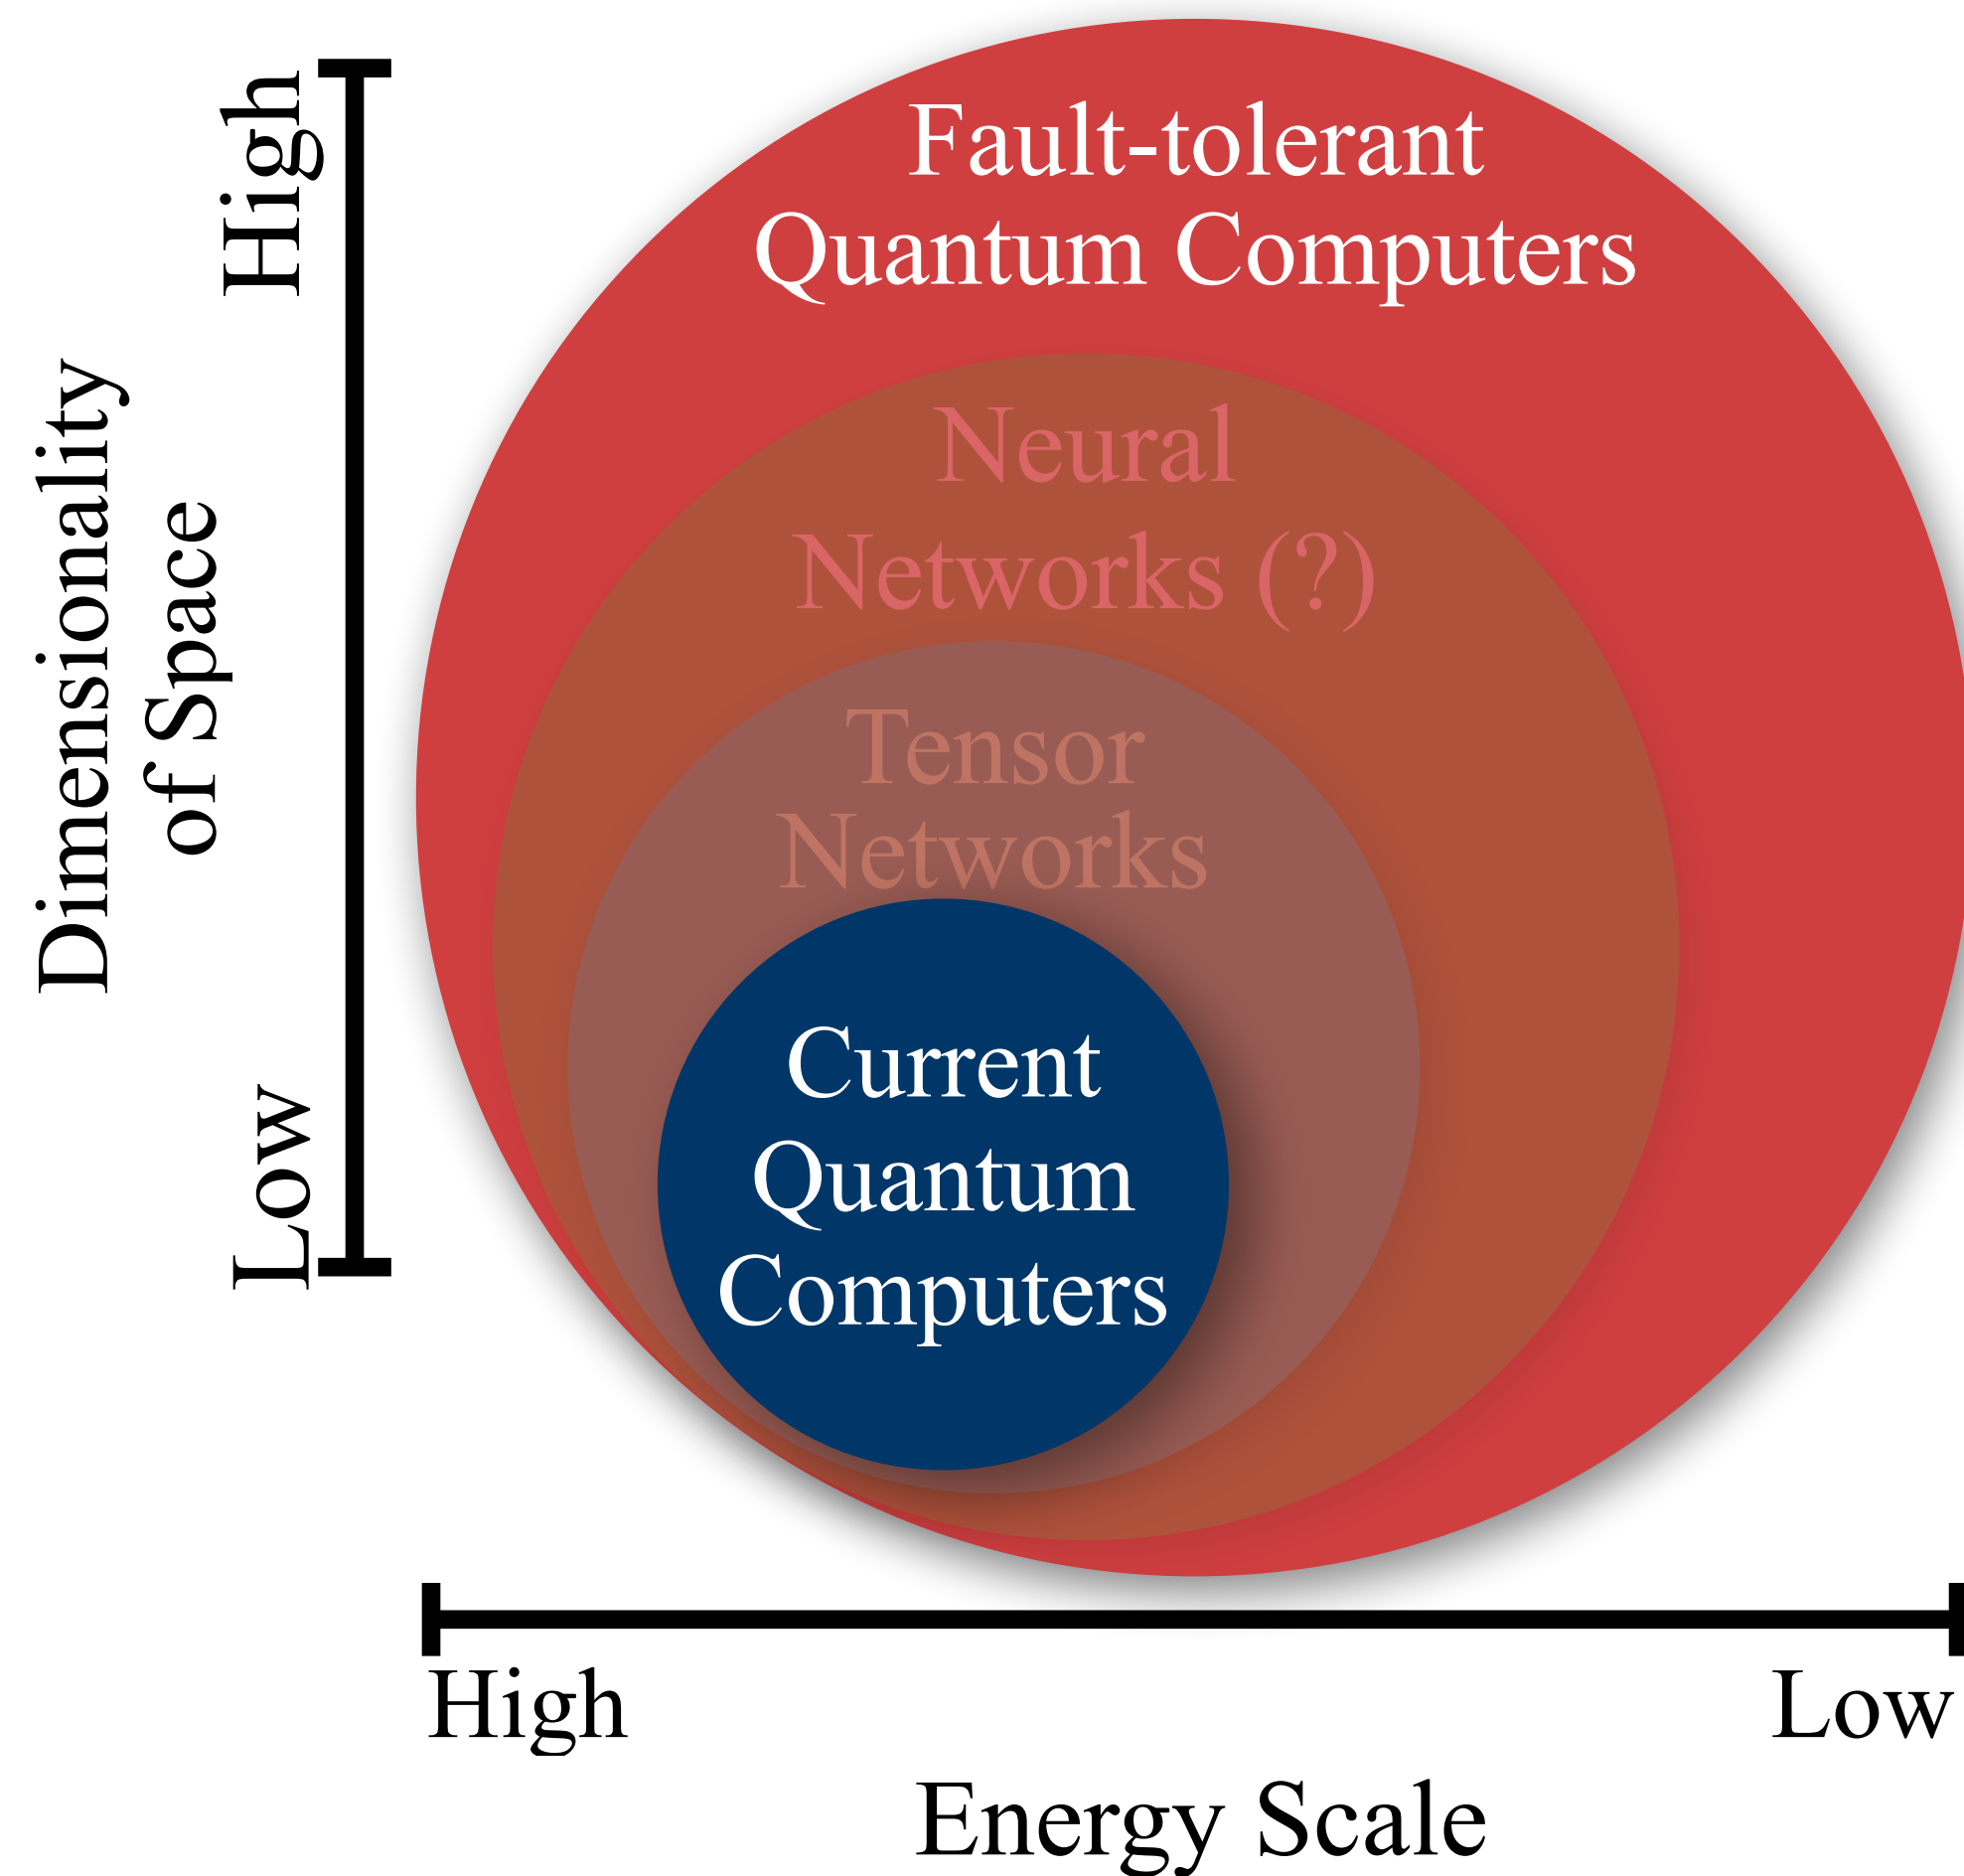 High
Low
Dimensionality
of Space
Fault-tolerant
Quantum Computers
Neural
Networks (?)
Tensor
Networks
Current
Quantum
Computers
High
Low
Energy Scale